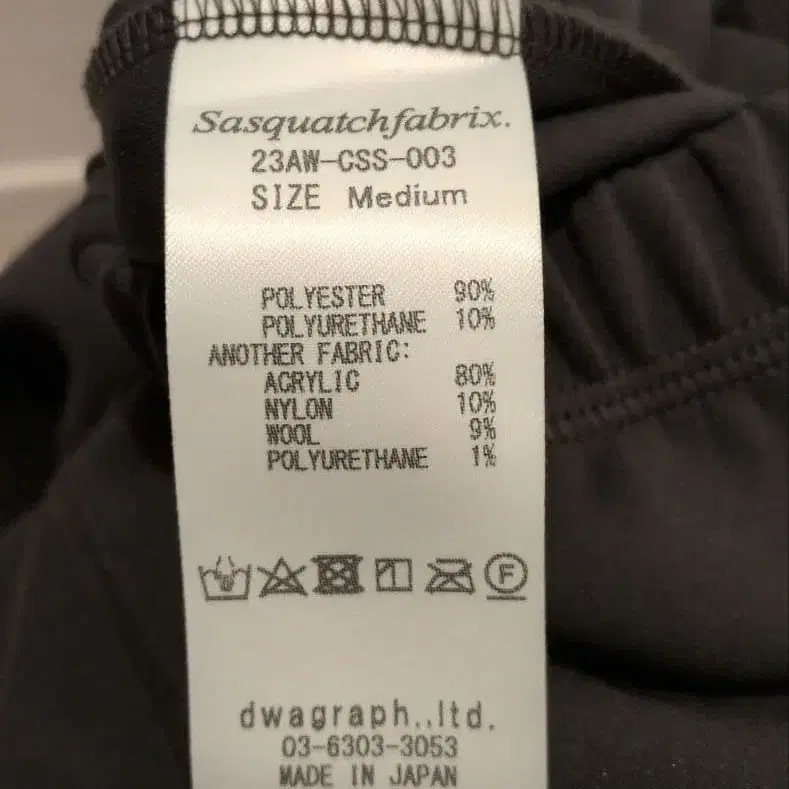 Sasquatchfabrix.
23AW-CSS-003
SIZE Medium
POLYESTER 90%
POLYURETHANE 10%
ANOTHER FABRIC:
ACRYLIC 80%
NYLON 10%
WOOL 9%
POLYURETHANE 1%
F
dwagraph.,ltd.
03-6303-3053
MADE IN JAPAN